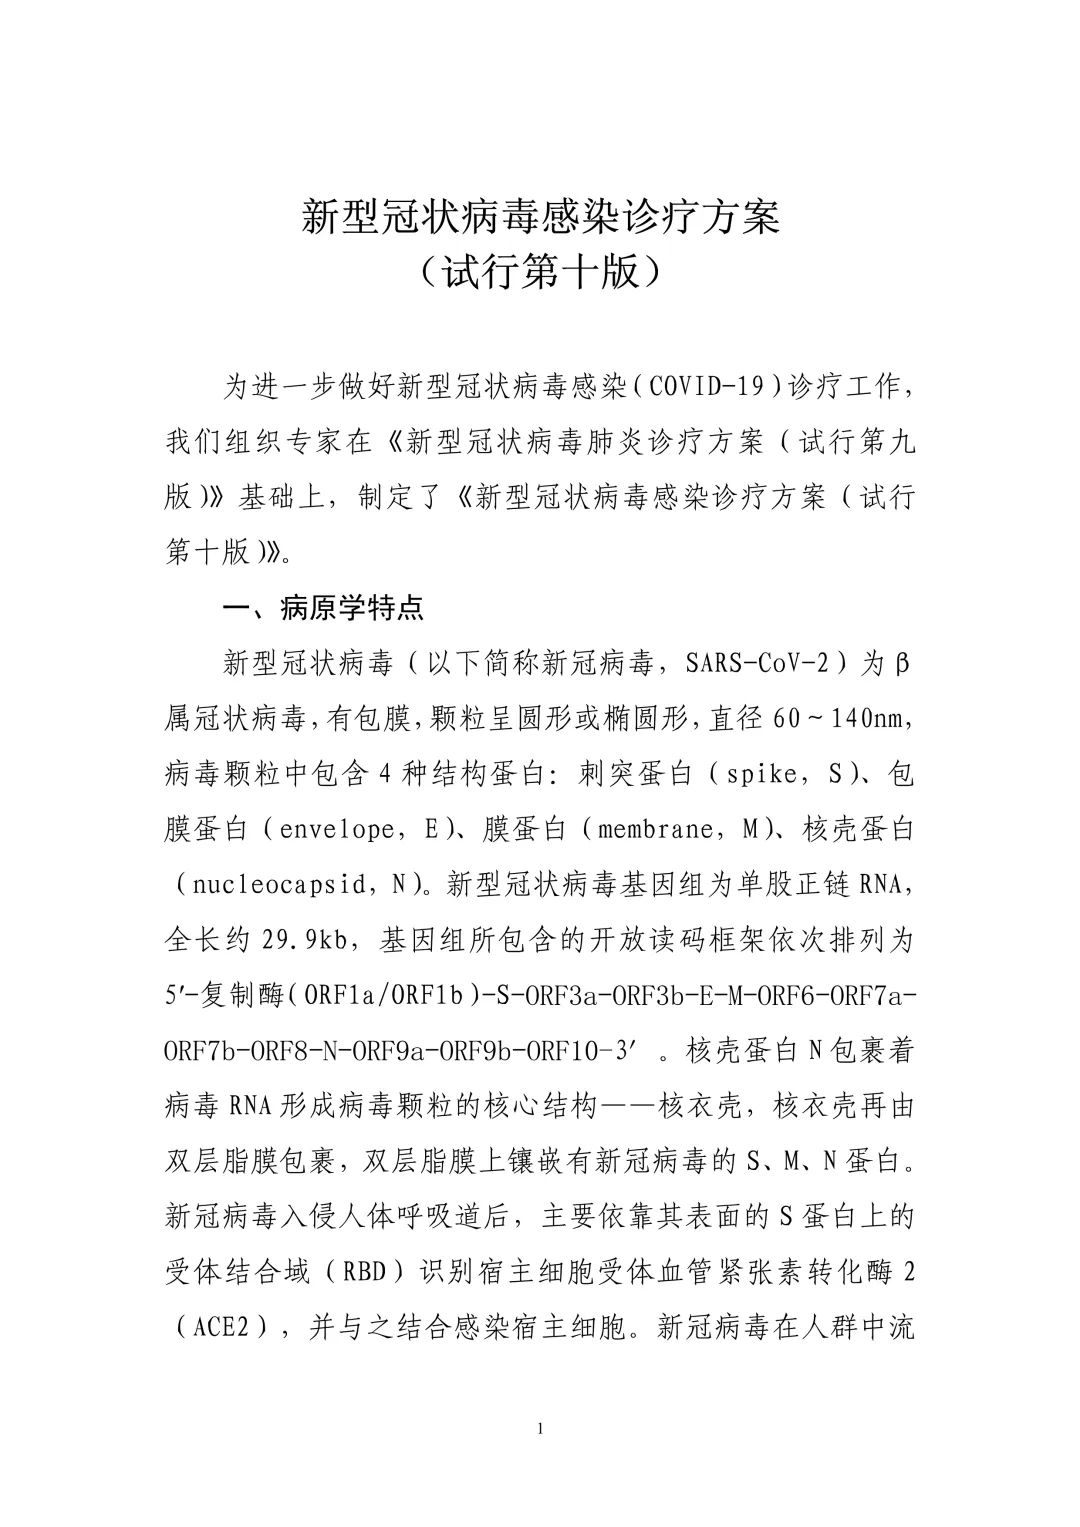 新型冠状病毒感染诊疗方案
（试行第十版）
为进一步做好新型冠状病毒感染（COVID-19）诊疗工作，
我们组织专家在《新型冠状病毒肺炎诊疗方案（试行第九
版）》基础上，制定了《新型冠状病毒感染诊疗方案（试行
第十版）》。
一、病原学特点
新型冠状病毒（以下简称新冠病毒，SARS-CoV-2）为 β
属冠状病毒，有包膜，颗粒呈圆形或椭圆形，直径 60～140nm，
病毒颗粒中包含 4 种结构蛋白：刺突蛋白（spike，S）、包
膜蛋白（envelope，E）、膜蛋白（membrane，M）、核壳蛋白
（nucleocapsid，N）。新型冠状病毒基因组为单股正链 RNA，
全长约 29.9kb，基因组所包含的开放读码框架依次排列为
5′-复制酶（ORF1a/ORF1b）-S-ORF3a-ORF3b-E-M-ORF6-ORF7a-
ORF7b-ORF8-N-ORF9a-ORF9b-ORF10-3′ 。核壳蛋白 N 包裹着
病毒 RNA 形成病毒颗粒的核心结构——核衣壳，核衣壳再由
双层脂膜包裹，双层脂膜上镶嵌有新冠病毒的 S、M、N 蛋白。
新冠病毒入侵人体呼吸道后，主要依靠其表面的 S 蛋白上的
受体结合域（RBD）识别宿主细胞受体血管紧张素转化酶 2
（ACE2），并与之结合感染宿主细胞。新冠病毒在人群中流
1